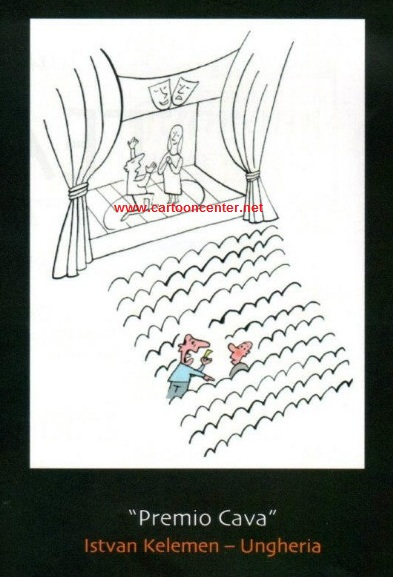 www.cartooncenter.net
"Premio Cava"
Istvan Kelemen – Ungheria